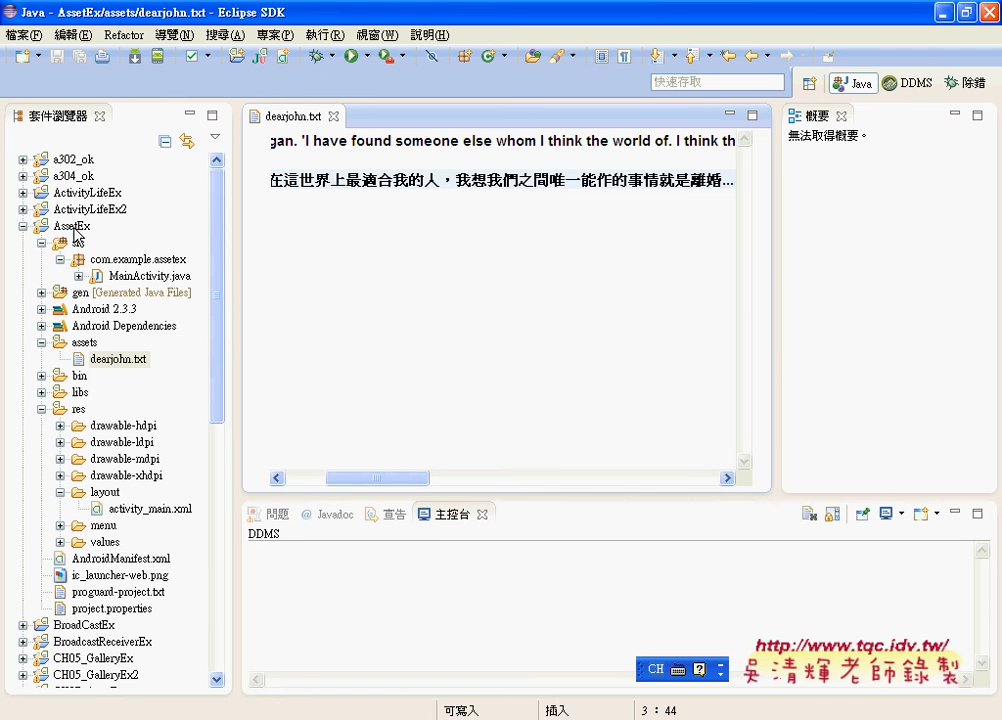 Java - AssetEx/assets/dearjohn.txt - Eclipse SDK
檔案(F) 編輯(E) Refactor 導覽(N) 搜尋(A) 專案(P) 執行(R) 視窗(W) 說明(H)
快速存取
Java
DDMS
除錯
套件瀏覽器
a302_ok
a304_ok
ActivityLifeEx
ActivityLifeEx2
AssetEx
com.example.assetex
MainActivity.java
gen [Generated Java Files]
Android 2.3.3
Android Dependencies
assets
dearjohn.txt
bin
libs
res
drawable-hdpi
drawable-ldpi
drawable-mdpi
drawable-xhdpi
layout
activity_main.xml
menu
values
AndroidManifest.xml
ic_launcher-web.png
proguard-project.txt
project.properties
BroadCastEx
BroadcastReceiverEx
CH05_GalleryEx
CH05_GalleryEx2
dearjohn.txt
gan. 'I have found someone else whom I think the world of. I think th
在這世界上最適合我的人，我想我們之間唯一能作的事情就是離婚...
概要
無法取得概要。
問題 @ Javadoc 宣告 主控台
DDMS
CH
http://www.tqc.idv.tw/
吳清輝老師錄製
可寫入 插入 3 : 44